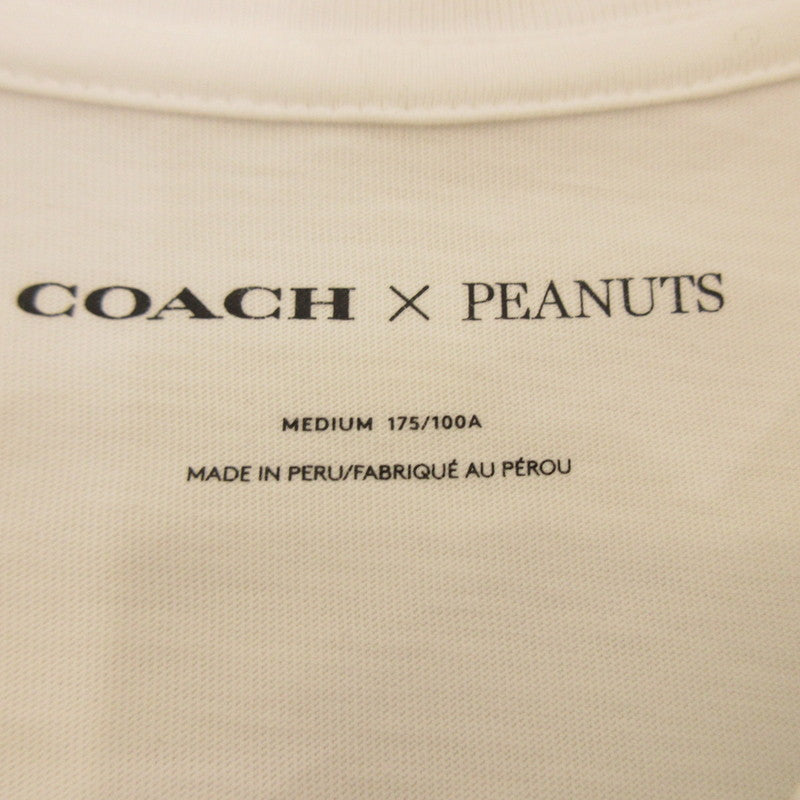 COACH × PEANUTS
MEDIUM 175/100A
MADE IN PERU/FABRIQUÉ AU PÉROU